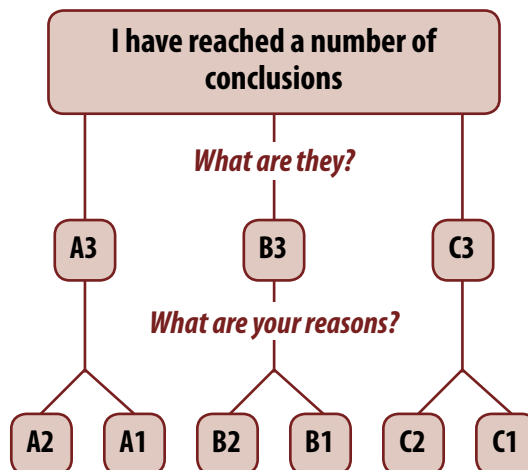 I have reached a number of
conclusions
What are they?
A3
B3
C3
What are your reasons?
A2
A1
B2
B1
C2
C1